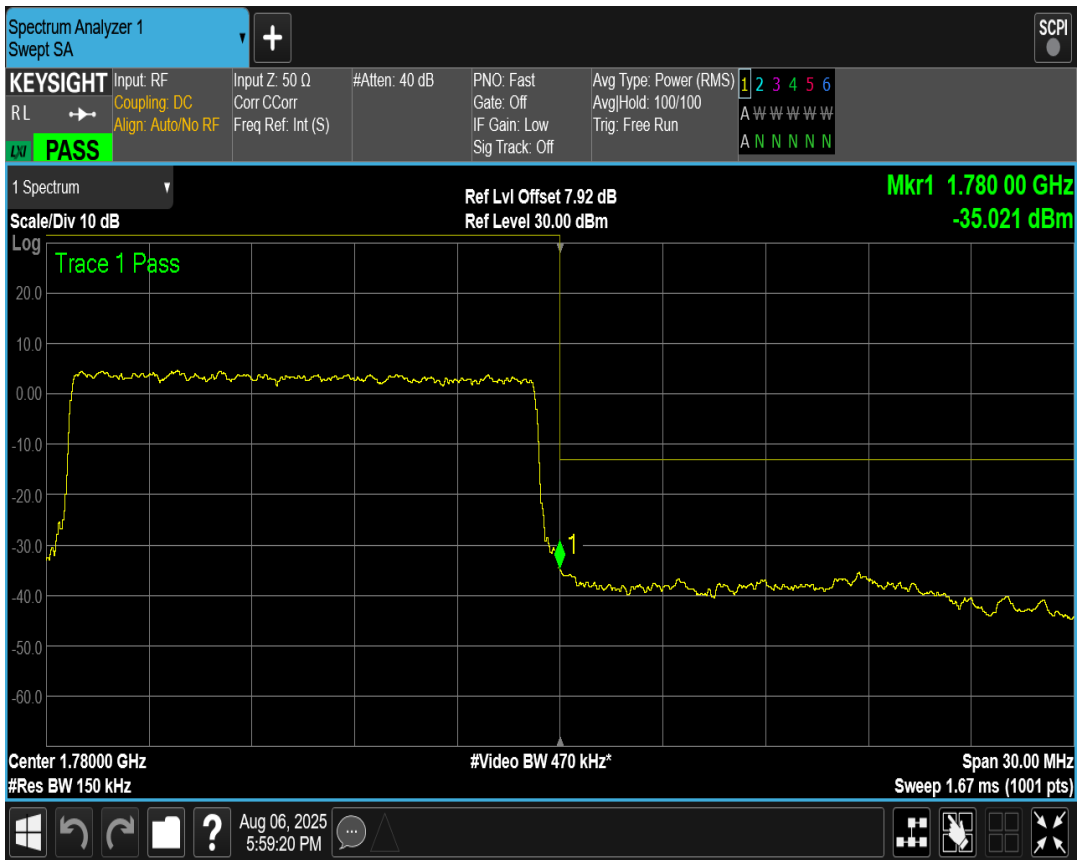 Spectrum Analyzer 1
Swept SA
+
SCPI
KEYSIGHT
RL
LXI PASS
Input: RF
Coupling: DC
Align: Auto/No RF
Input Z: 50 Ω
Corr CCorr
Freq Ref: Int (S)
#Atten: 40 dB
PNO: Fast
Gate: Off
IF Gain: Low
Sig Track: Off
Avg Type: Power (RMS)
Avg|Hold: 100/100
Trig: Free Run
1 2 3 4 5 6
A W W W W W
A N N N N N
1 Spectrum
Scale/Div 10 dB
Ref Lvl Offset 7.92 dB
Ref Level 30.00 dBm
Mkr1 1.780 00 GHz
-35.021 dBm
Log
Trace 1 Pass
20.0
10.0
0.00
-10.0
-20.0
-30.0
-40.0
-50.0
-60.0
1
Center 1.78000 GHz
#Res BW 150 kHz
#Video BW 470 kHz*
Span 30.00 MHz
Sweep 1.67 ms (1001 pts)
?
Aug 06, 2025
5:59:20 PM